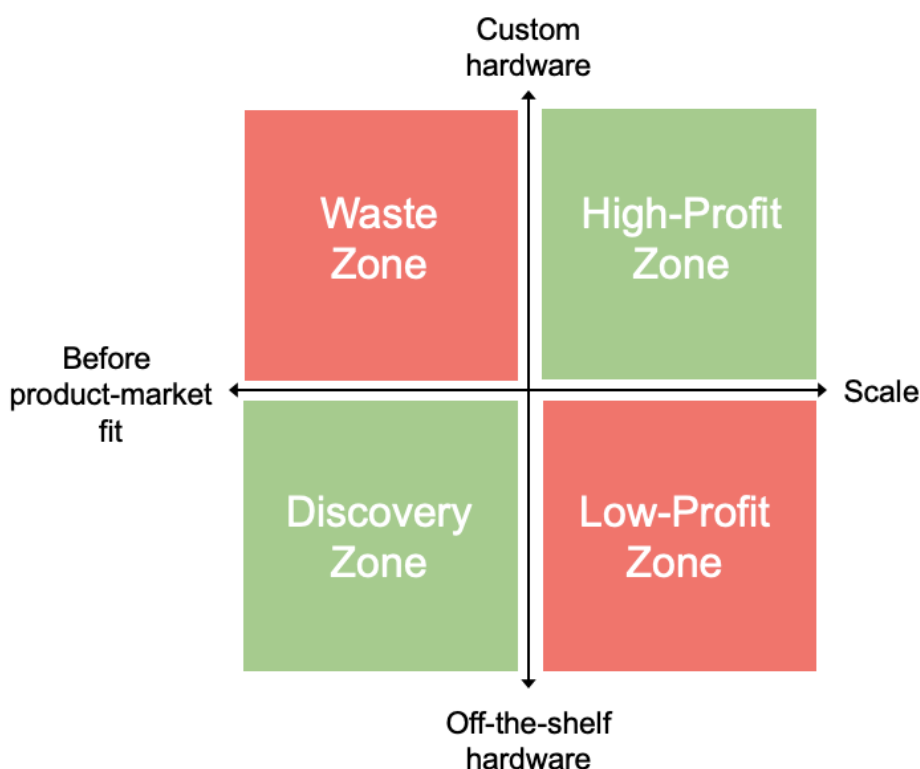 Custom
hardware
Waste
Zone
High-Profit
Zone
Before
product-market
fit
Scale
Discovery
Zone
Low-Profit
Zone
Off-the-shelf
hardware